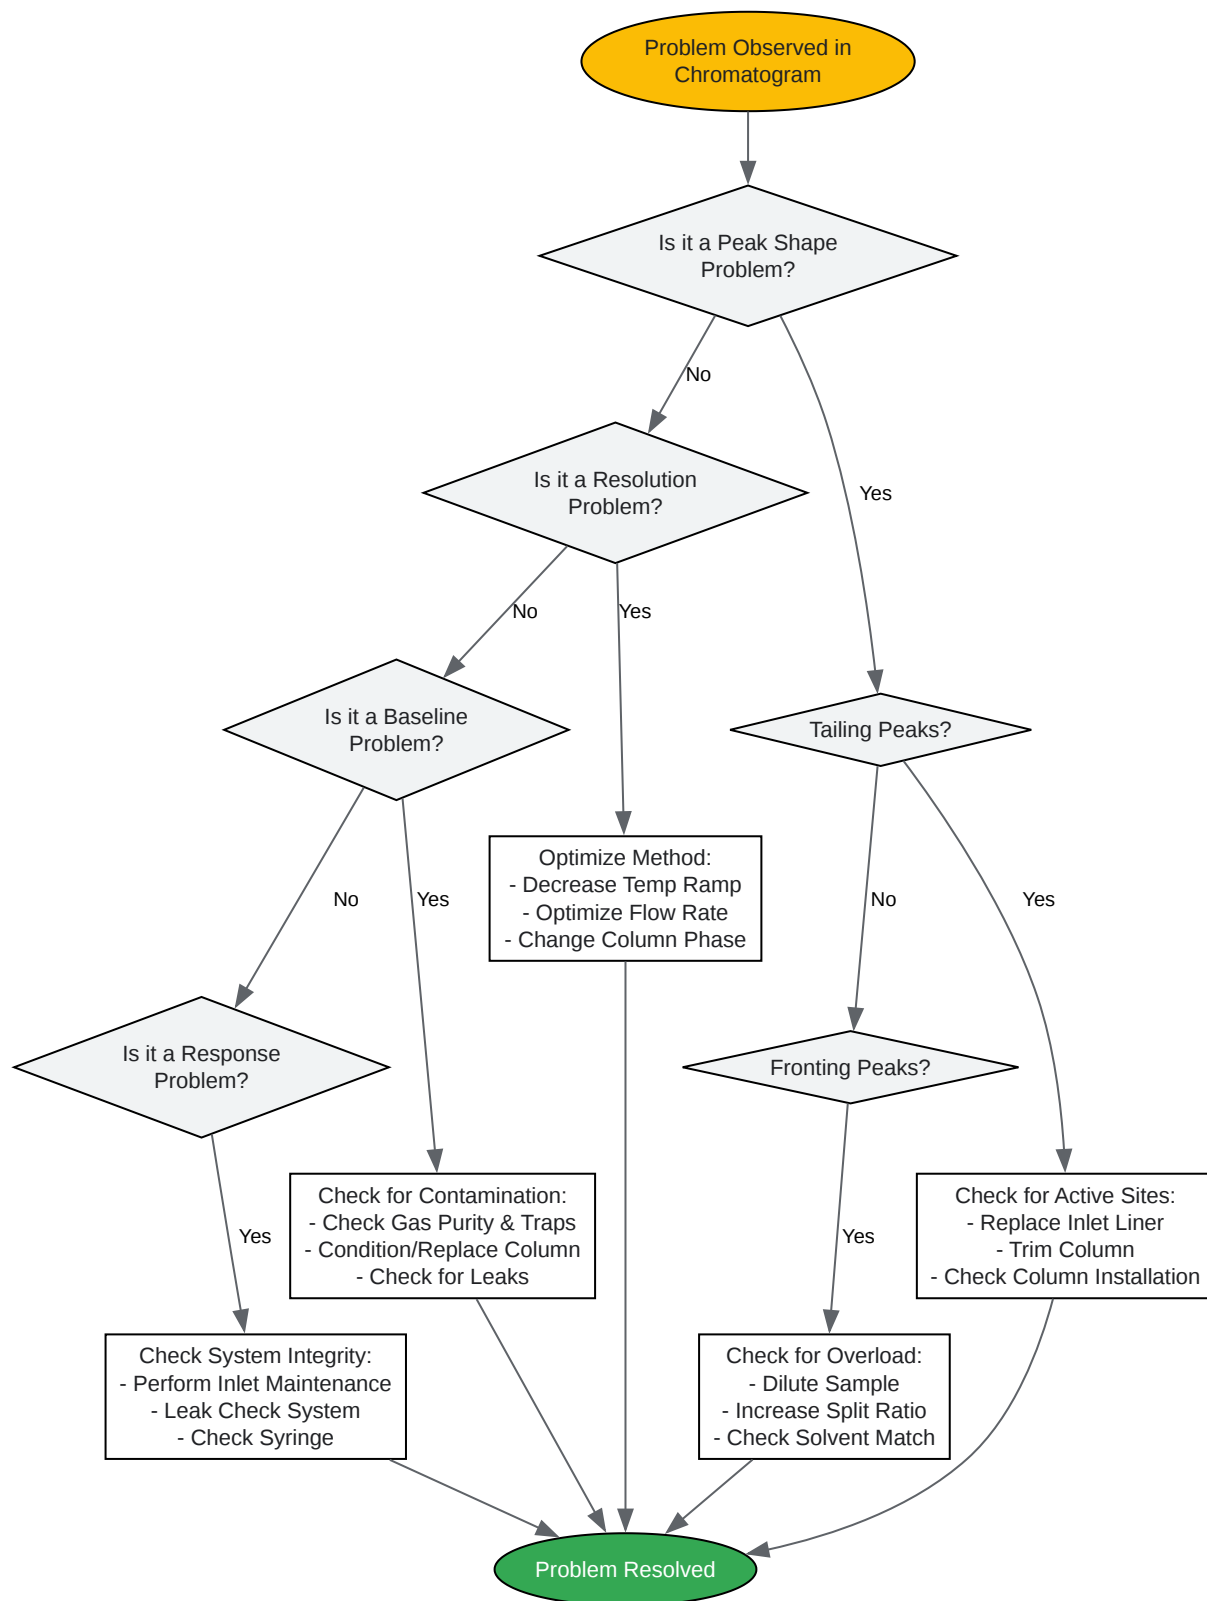 Problem Observed in
Chromatogram
Is it a Peak Shape
Problem?
No
Yes
Is it a Resolution
Problem?
No
Yes
Is it a Baseline
Problem?
Tailing Peaks?
No
Yes
Optimize Method:
- Decrease Temp Ramp
- Optimize Flow Rate
- Change Column Phase
No
Yes
Is it a Response
Problem?
Fronting Peaks?
Yes
Check for Contamination:
- Check Gas Purity & Traps
- Condition/Replace Column
- Check for Leaks
Yes
Check for Active Sites:
- Replace Inlet Liner
- Trim Column
- Check Column Installation
Check System Integrity:
- Perform Inlet Maintenance
- Leak Check System
- Check Syringe
Check for Overload:
- Dilute Sample
- Increase Split Ratio
- Check Solvent Match
Problem Resolved